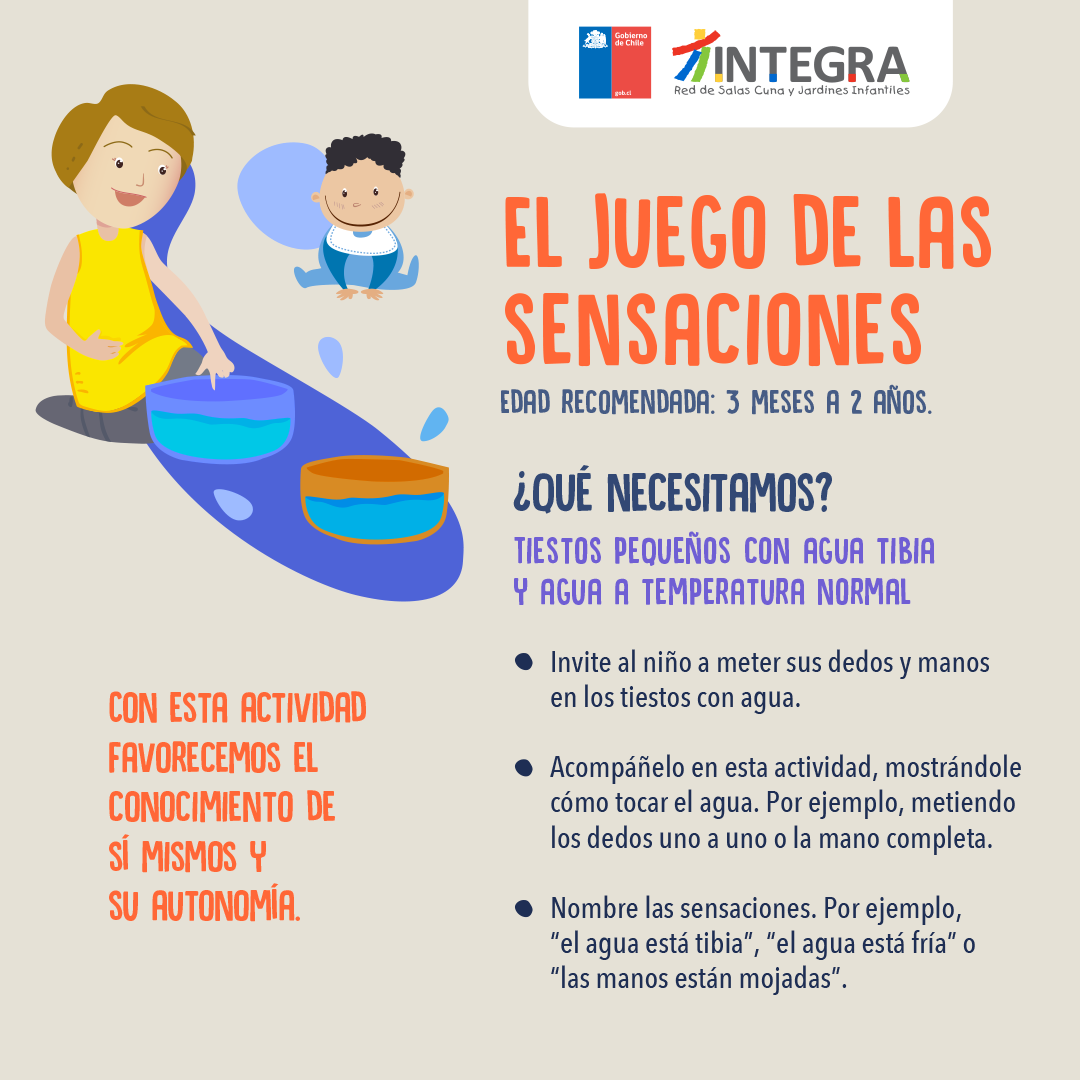 Gobierno
de Chile
gob.cl
INTEGRA
Red de Salas Cuna y Jardines Infantiles
EL JUEGO DE LAS
SENSACIONES
EDAD RECOMENDADA: 3 MESES A 2 AÑOS.
¿QUÉ NECESITAMOS?
TIESTOS PEQUEÑOS CON AGUA TIBIA
Y AGUA A TEMPERATURA NORMAL
Invite al niño a meter sus dedos y manos
en los tiestos con agua.
Acompáñelo en esta actividad, mostrándole
cómo tocar el agua. Por ejemplo, metiendo
los dedos uno a uno o la mano completa.
Nombre las sensaciones. Por ejemplo,
“el agua está tibia”, “el agua está fría” o
“las manos están mojadas”.
CON ESTA ACTIVIDAD
FAVORECEMOS EL
CONOCIMIENTO DE
SÍ MISMOS Y
SU AUTONOMÍA.